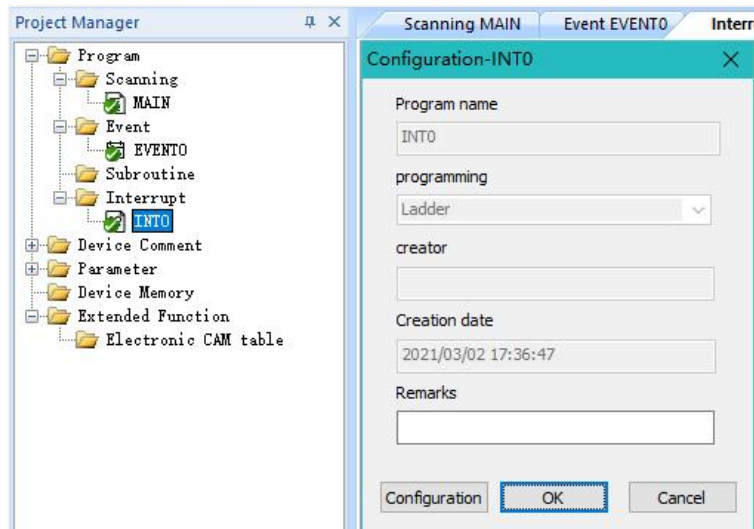 Project Manager
Program
Scanning
MAIN
Event
EVENT0
Subroutine
Interrupt
INT0
Device Comment
Parameter
Device Memory
Extended Function
Electronic CAM table
Scanning MAIN
Event EVENT0
Interr
Configuration-INT0
Program name
INT0
programming
Ladder
creator
Creation date
2021/03/02 17:36:47
Remarks
Configuration
OK
Cancel